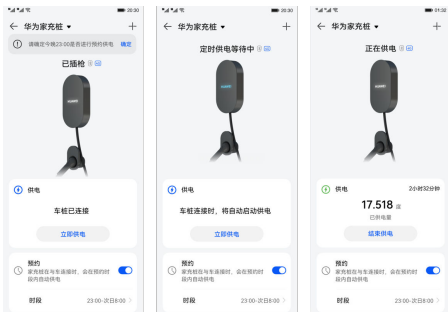 20:30
华为家充桩
请确定今晚23:00是否进行预约供电 确定
已插枪
供电
车桩已连接
立即供电
预约
家充桩在与车连接时，会在预约的时
段内自动供电
时段 23:00-次日8:00
20:30
华为家充桩
定时供电等待中
供电
车桩连接时，将自动启动供电
立即供电
预约
家充桩在与车连接时，会在预约的时
段内自动供电
时段 23:00-次日8:00
01:32
华为家充桩
正在供电
供电 2小时32分钟
17.518 度
已供电量
结束供电
预约
家充桩在与车连接时，会在预约的时
段内自动供电
时段 23:00-次日8:00